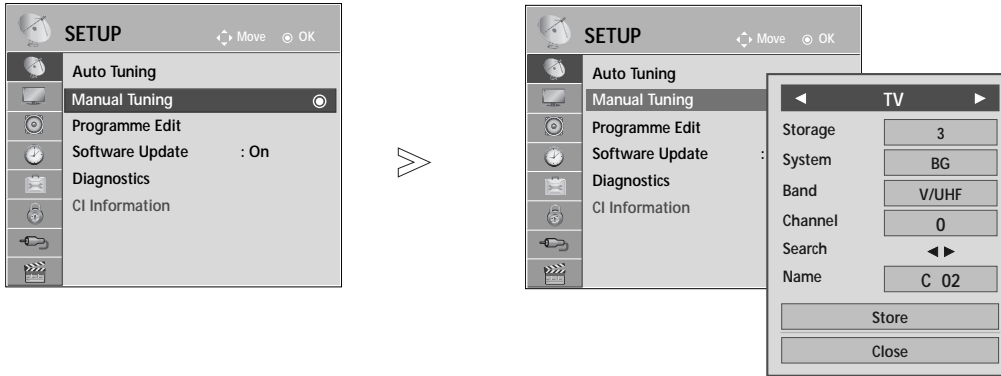 SETUP Move OK
Auto Tuning
Manual Tuning
Programme Edit
Software Update : On
Diagnostics
CI Information
SETUP Move OK
Auto Tuning
Manual Tuning
Programme Edit
Software Update :
Diagnostics
CI Information
◄ TV ►
Storage 3
System BG
Band V/UHF
Channel 0
Search ◄ ►
Name C 02
Store
Close